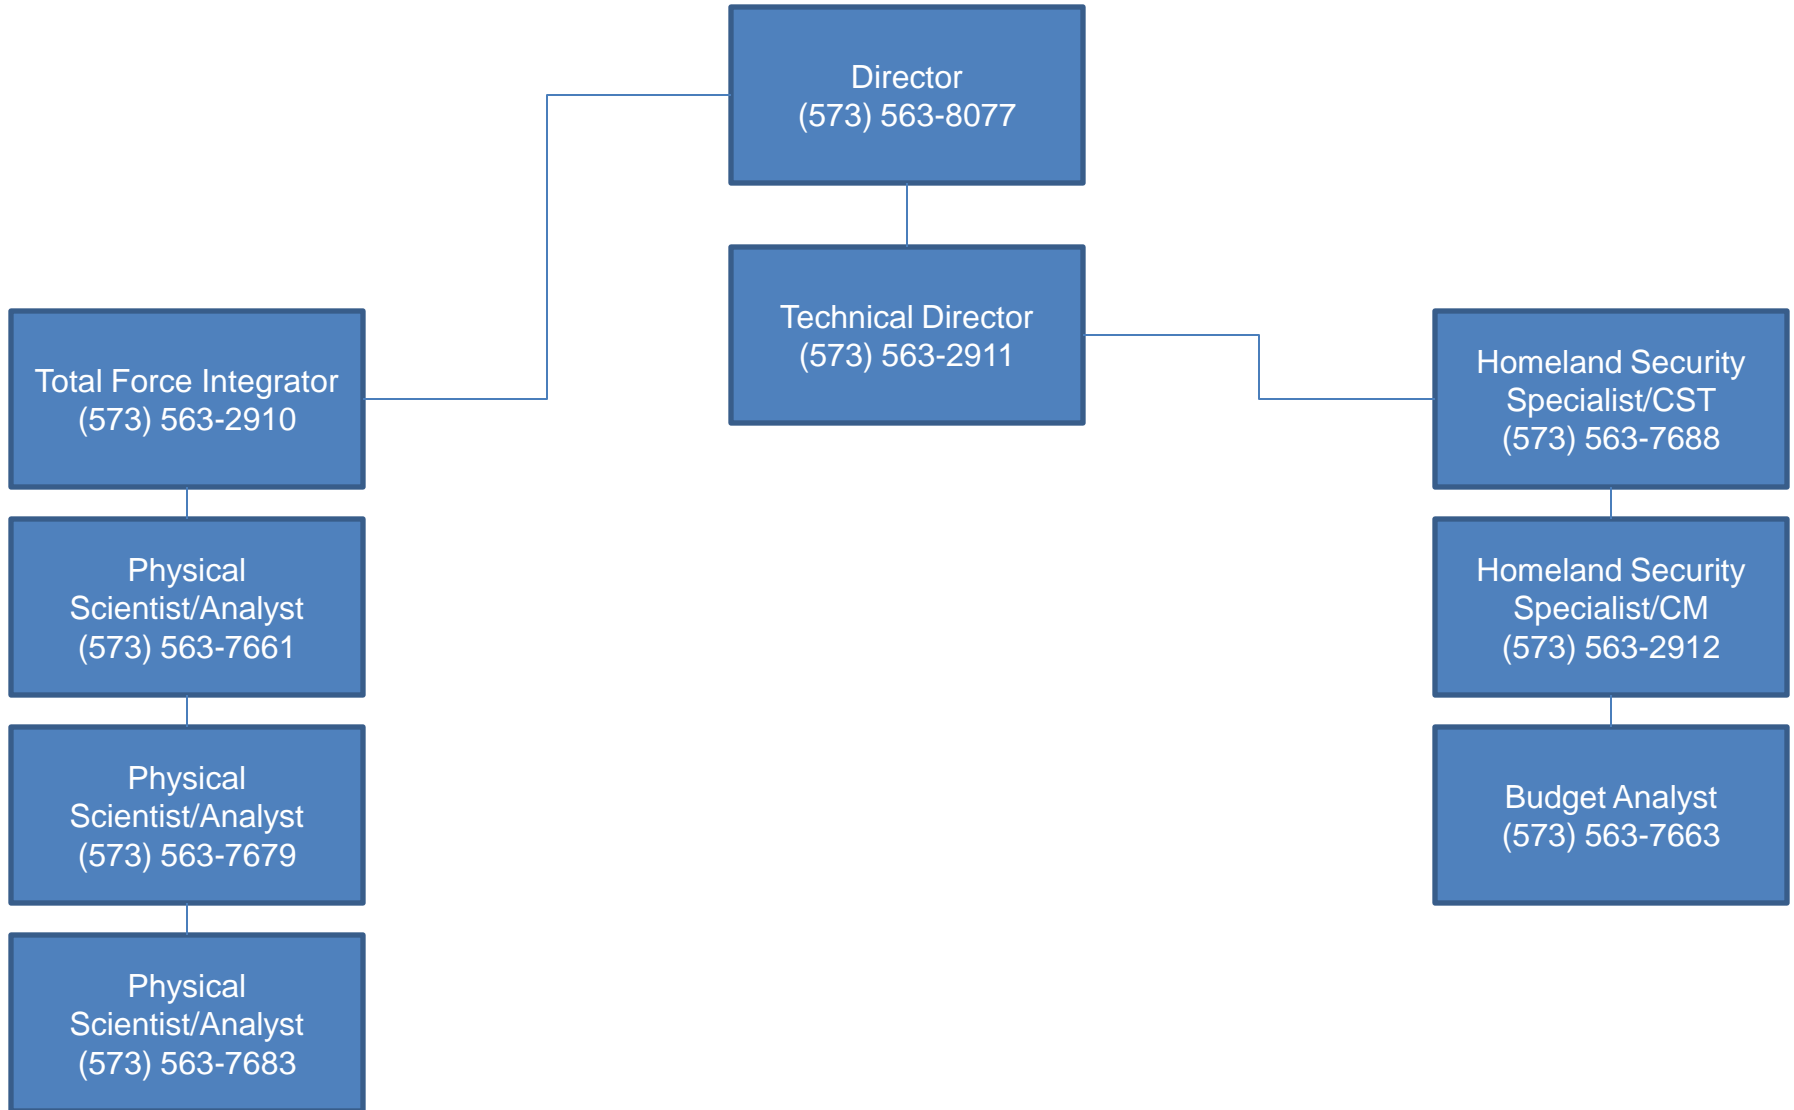 Director
(573) 563-8077
Technical Director
(573) 563-2911
Total Force Integrator
(573) 563-2910
Physical
Scientist/Analyst
(573) 563-7661
Physical
Scientist/Analyst
(573) 563-7679
Physical
Scientist/Analyst
(573) 563-7683
Homeland Security
Specialist/CST
(573) 563-7688
Homeland Security
Specialist/CM
(573) 563-2912
Budget Analyst
(573) 563-7663